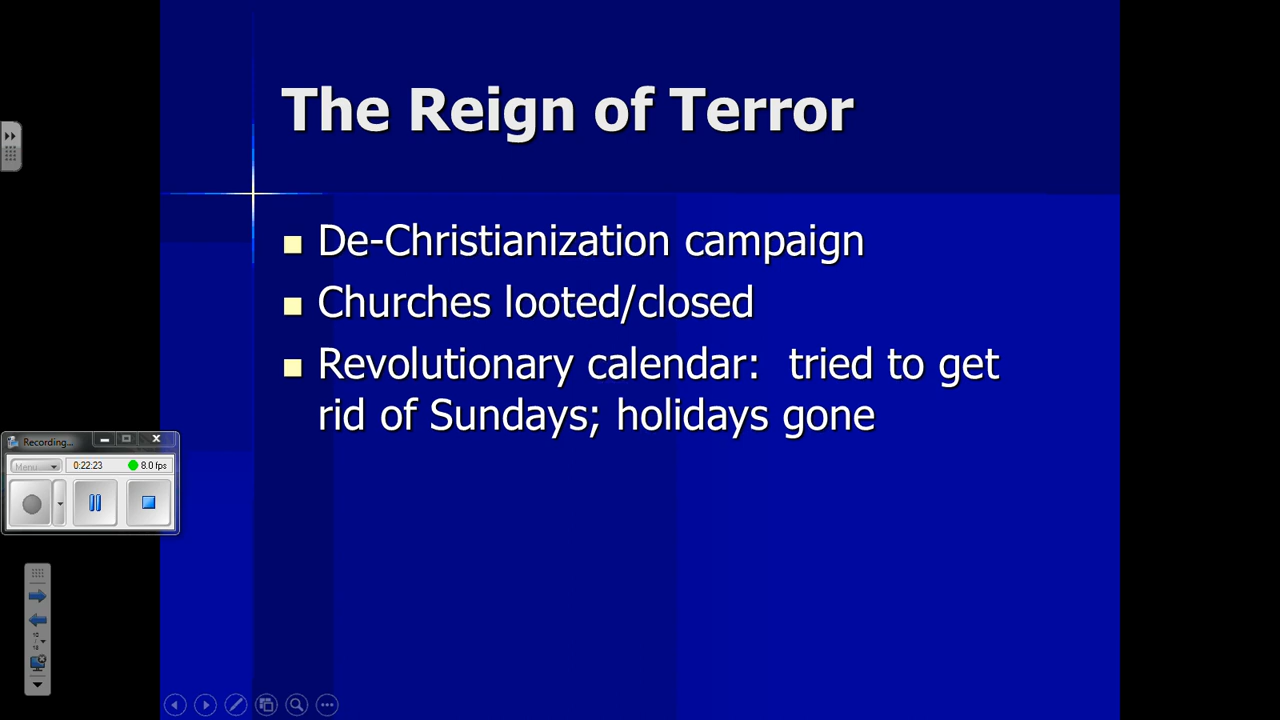 The Reign of Terror
De-Christianization campaign
Churches looted/closed
Revolutionary calendar:  tried to get
rid of Sundays; holidays gone
Recording...
Menu
0:22:23
8.0 fps